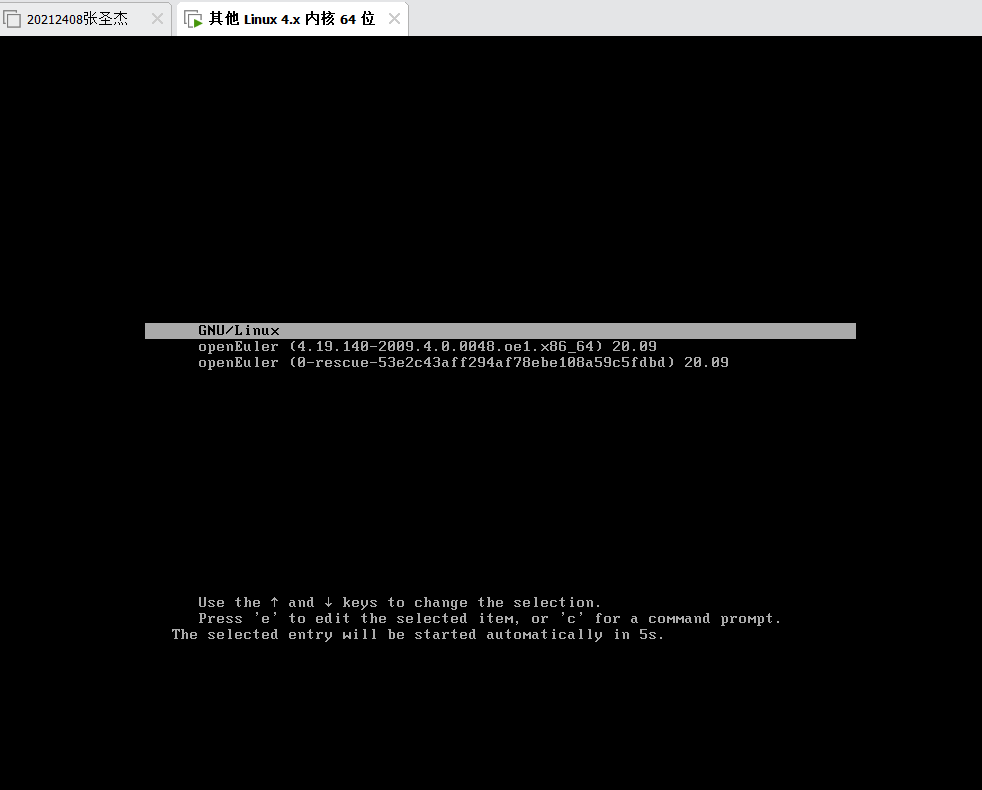 20212408张圣杰
其他 Linux 4.x 内核 64 位
GNU/Linux
openEuler (4.19.140-2009.4.0.0048.oe1.x86_64) 20.09
openEuler (0-rescue-53e2c43aff294af78ebe108a59c5fdbd) 20.09
Use the ↑ and ↓ keys to change the selection.
Press 'e' to edit the selected item, or 'c' for a command prompt.
The selected entry will be started automatically in 5s.